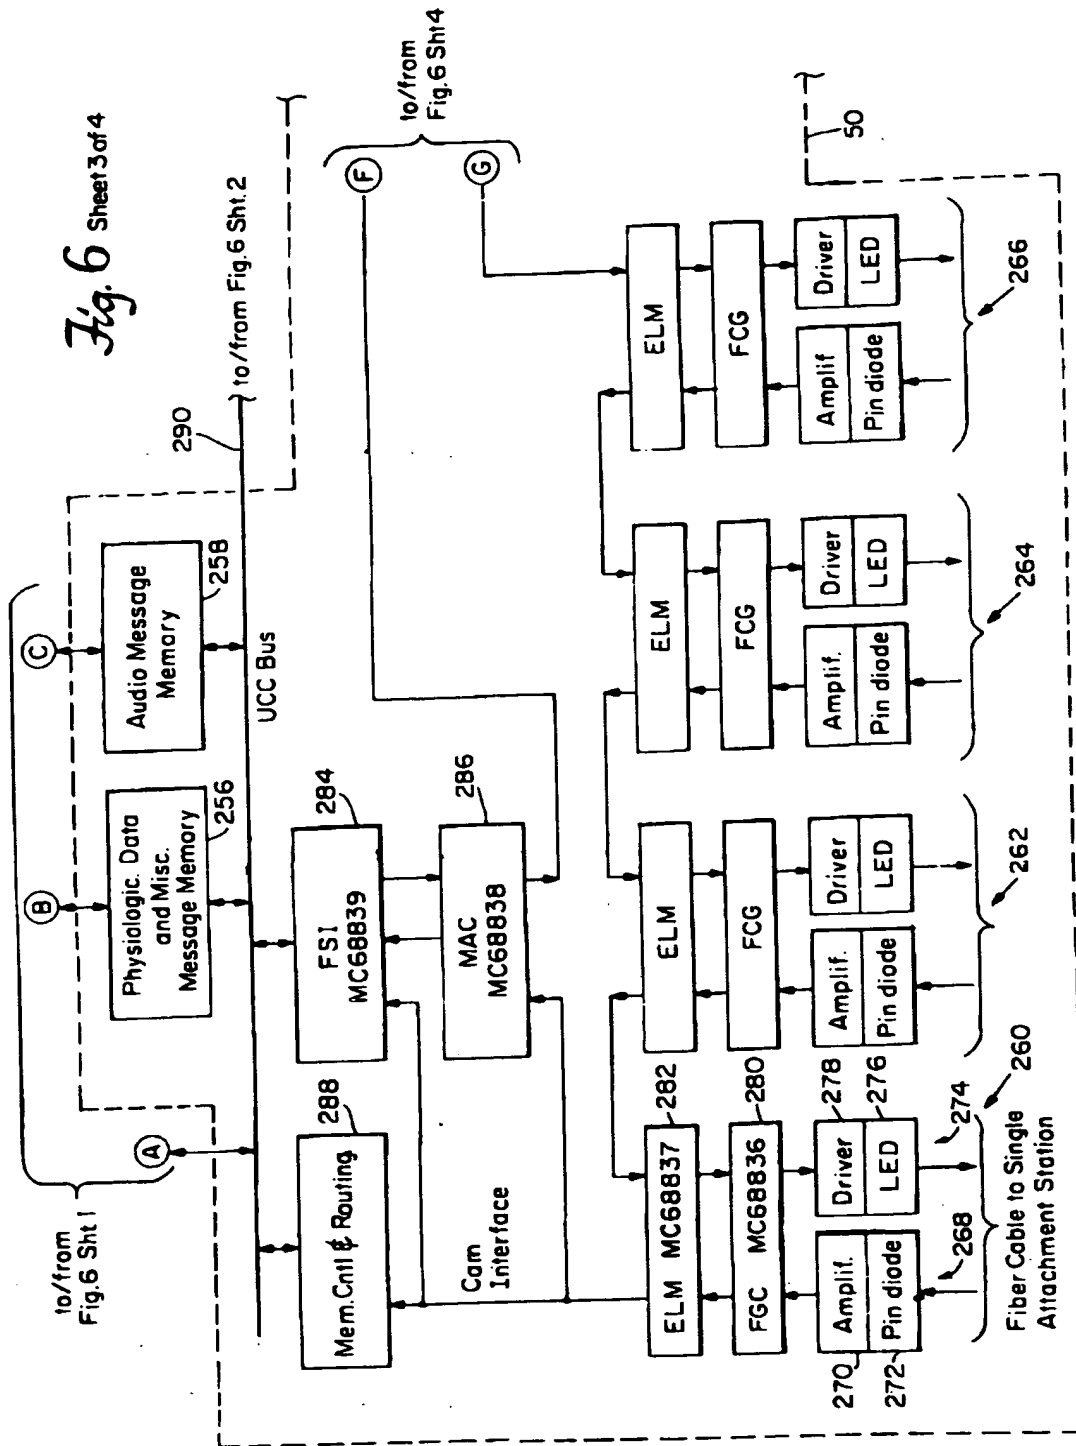 Fig. 6 Sheet 3 of 4
to/from
Fig. 6 Sht 1
A
B
C
Physiologic. Data
and Misc.
Message Memory
256
Audio Message
Memory
258
290
to/from Fig. 6 Sht. 2
UCC Bus
Mem. Cntl & Routing
288
FSI
MC68839
284
MAC
MC68838
286
Cam
Interface
F
G
to/from
Fig. 6 Sht 4
ELM MC68837
282
FGC MC68836
280
Amplif.
Pin diode
270
272
Driver
LED
278
276
268
274
260
Fiber Cable to Single
Attachment Station
ELM
FCG
Amplif.
Pin diode
Driver
LED
262
ELM
FCG
Amplif.
Pin diode
Driver
LED
264
ELM
FCG
Amplif
Pin diode
Driver
LED
266
50